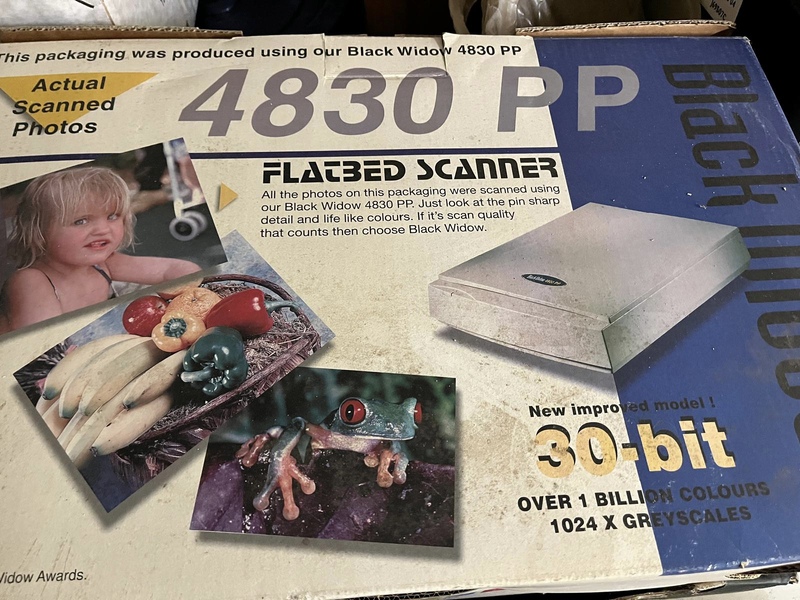 This packaging was produced using our Black Widow 4830 PP
Actual
Scanned
Photos
4830 PP
FLATBED SCANNER
All the photos on this packaging were scanned using
our Black Widow 4830 PP. Just look at the pin sharp
detail and life like colours. If it's scan quality
that counts then choose Black Widow.
Black Widow
New improved model !
30-bit
OVER 1 BILLION COLOURS
1024 X GREYSCALES
Widow Awards.